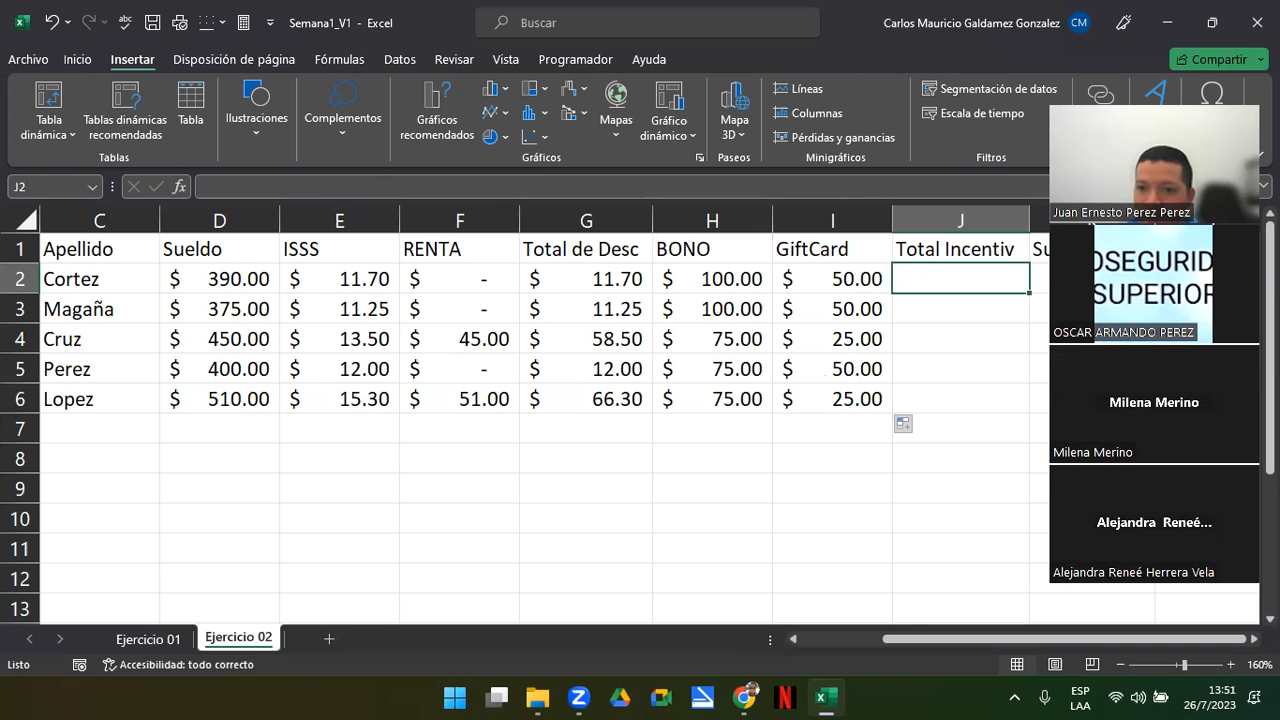 Semana1_V1 - Excel
Buscar
Carlos Mauricio Galdamez Gonzalez
CM
Archivo Inicio Insertar Disposición de página Fórmulas Datos Revisar Vista Programador Ayuda
Compartir
Tabla dinámica
Tablas dinámicas recomendadas
Tabla
Ilustraciones
Complementos
Gráficos recomendados
Mapas
Gráfico dinámico
Mapa 3D
Líneas
Columnas
Pérdidas y ganancias
Segmentación de datos
Escala de tiempo
Tablas Gráficos Paseos Minigráficos Filtros
J2
fx
C D E F G H I J
1 Apellido Sueldo ISSS RENTA Total de Desc BONO GiftCard Total Incentiv Su
2 Cortez $ 390.00 $ 11.70 $ - $ 11.70 $ 100.00 $ 50.00
3 Magaña $ 375.00 $ 11.25 $ - $ 11.25 $ 100.00 $ 50.00
4 Cruz $ 450.00 $ 13.50 $ 45.00 $ 58.50 $ 75.00 $ 25.00
5 Perez $ 400.00 $ 12.00 $ - $ 12.00 $ 75.00 $ 50.00
6 Lopez $ 510.00 $ 15.30 $ 51.00 $ 66.30 $ 75.00 $ 25.00
7
8
9
10
11
12
13
Juan Ernesto Perez Perez
OSEGURID
SUPERIOR
OSCAR ARMANDO PEREZ
Milena Merino
Milena Merino
Alejandra Reneé...
Alejandra Reneé Herrera Vela
Ejercicio 01 Ejercicio 02
Listo
Accesibilidad: todo correcto
160%
ESP
LAA
13:51
26/7/2023